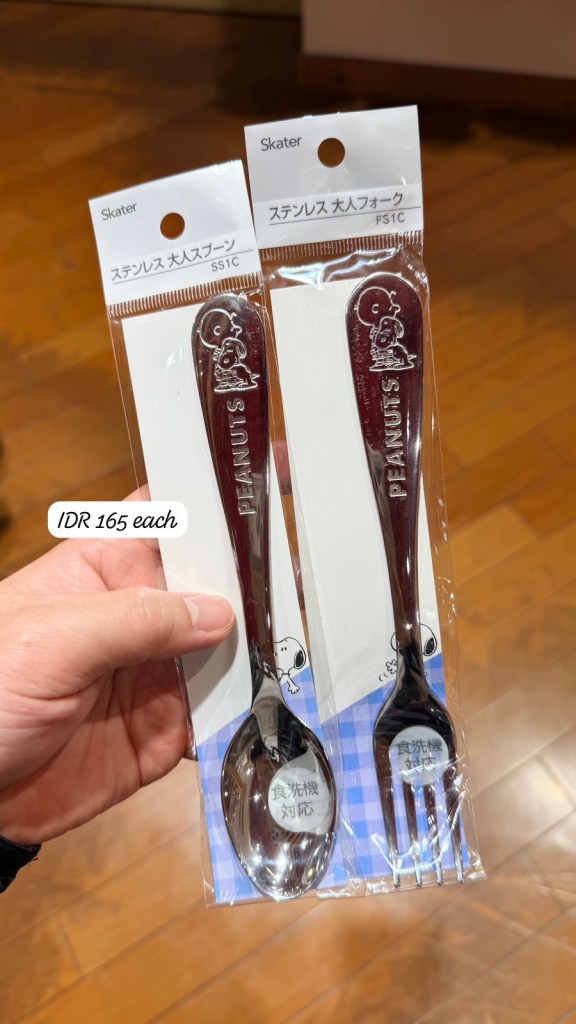 Skater
ステンレス 大人スプーン
SS1C
PEANUTS
食洗機
対応
Skater
ステンレス 大人フォーク
FS1C
PEANUTS
食洗機
対応
IDR 165 each